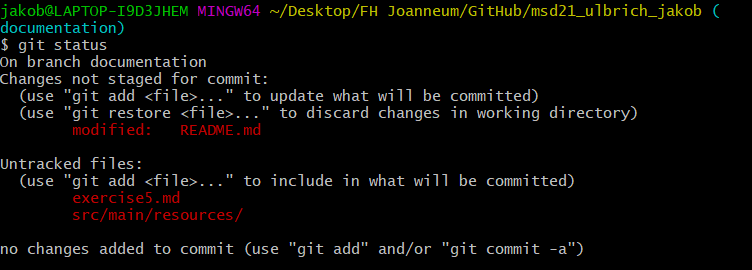 jakob@LAPTOP-I9D3JHEM MINGW64 ~/Desktop/FH Joanneum/GitHub/msd21_ulbrich_jakob (
documentation)
$ git status
On branch documentation
Changes not staged for commit:
  (use "git add <file>..." to update what will be committed)
  (use "git restore <file>..." to discard changes in working directory)
        modified:   README.md

Untracked files:
  (use "git add <file>..." to include in what will be committed)
        exercise5.md
        src/main/resources/

no changes added to commit (use "git add" and/or "git commit -a")